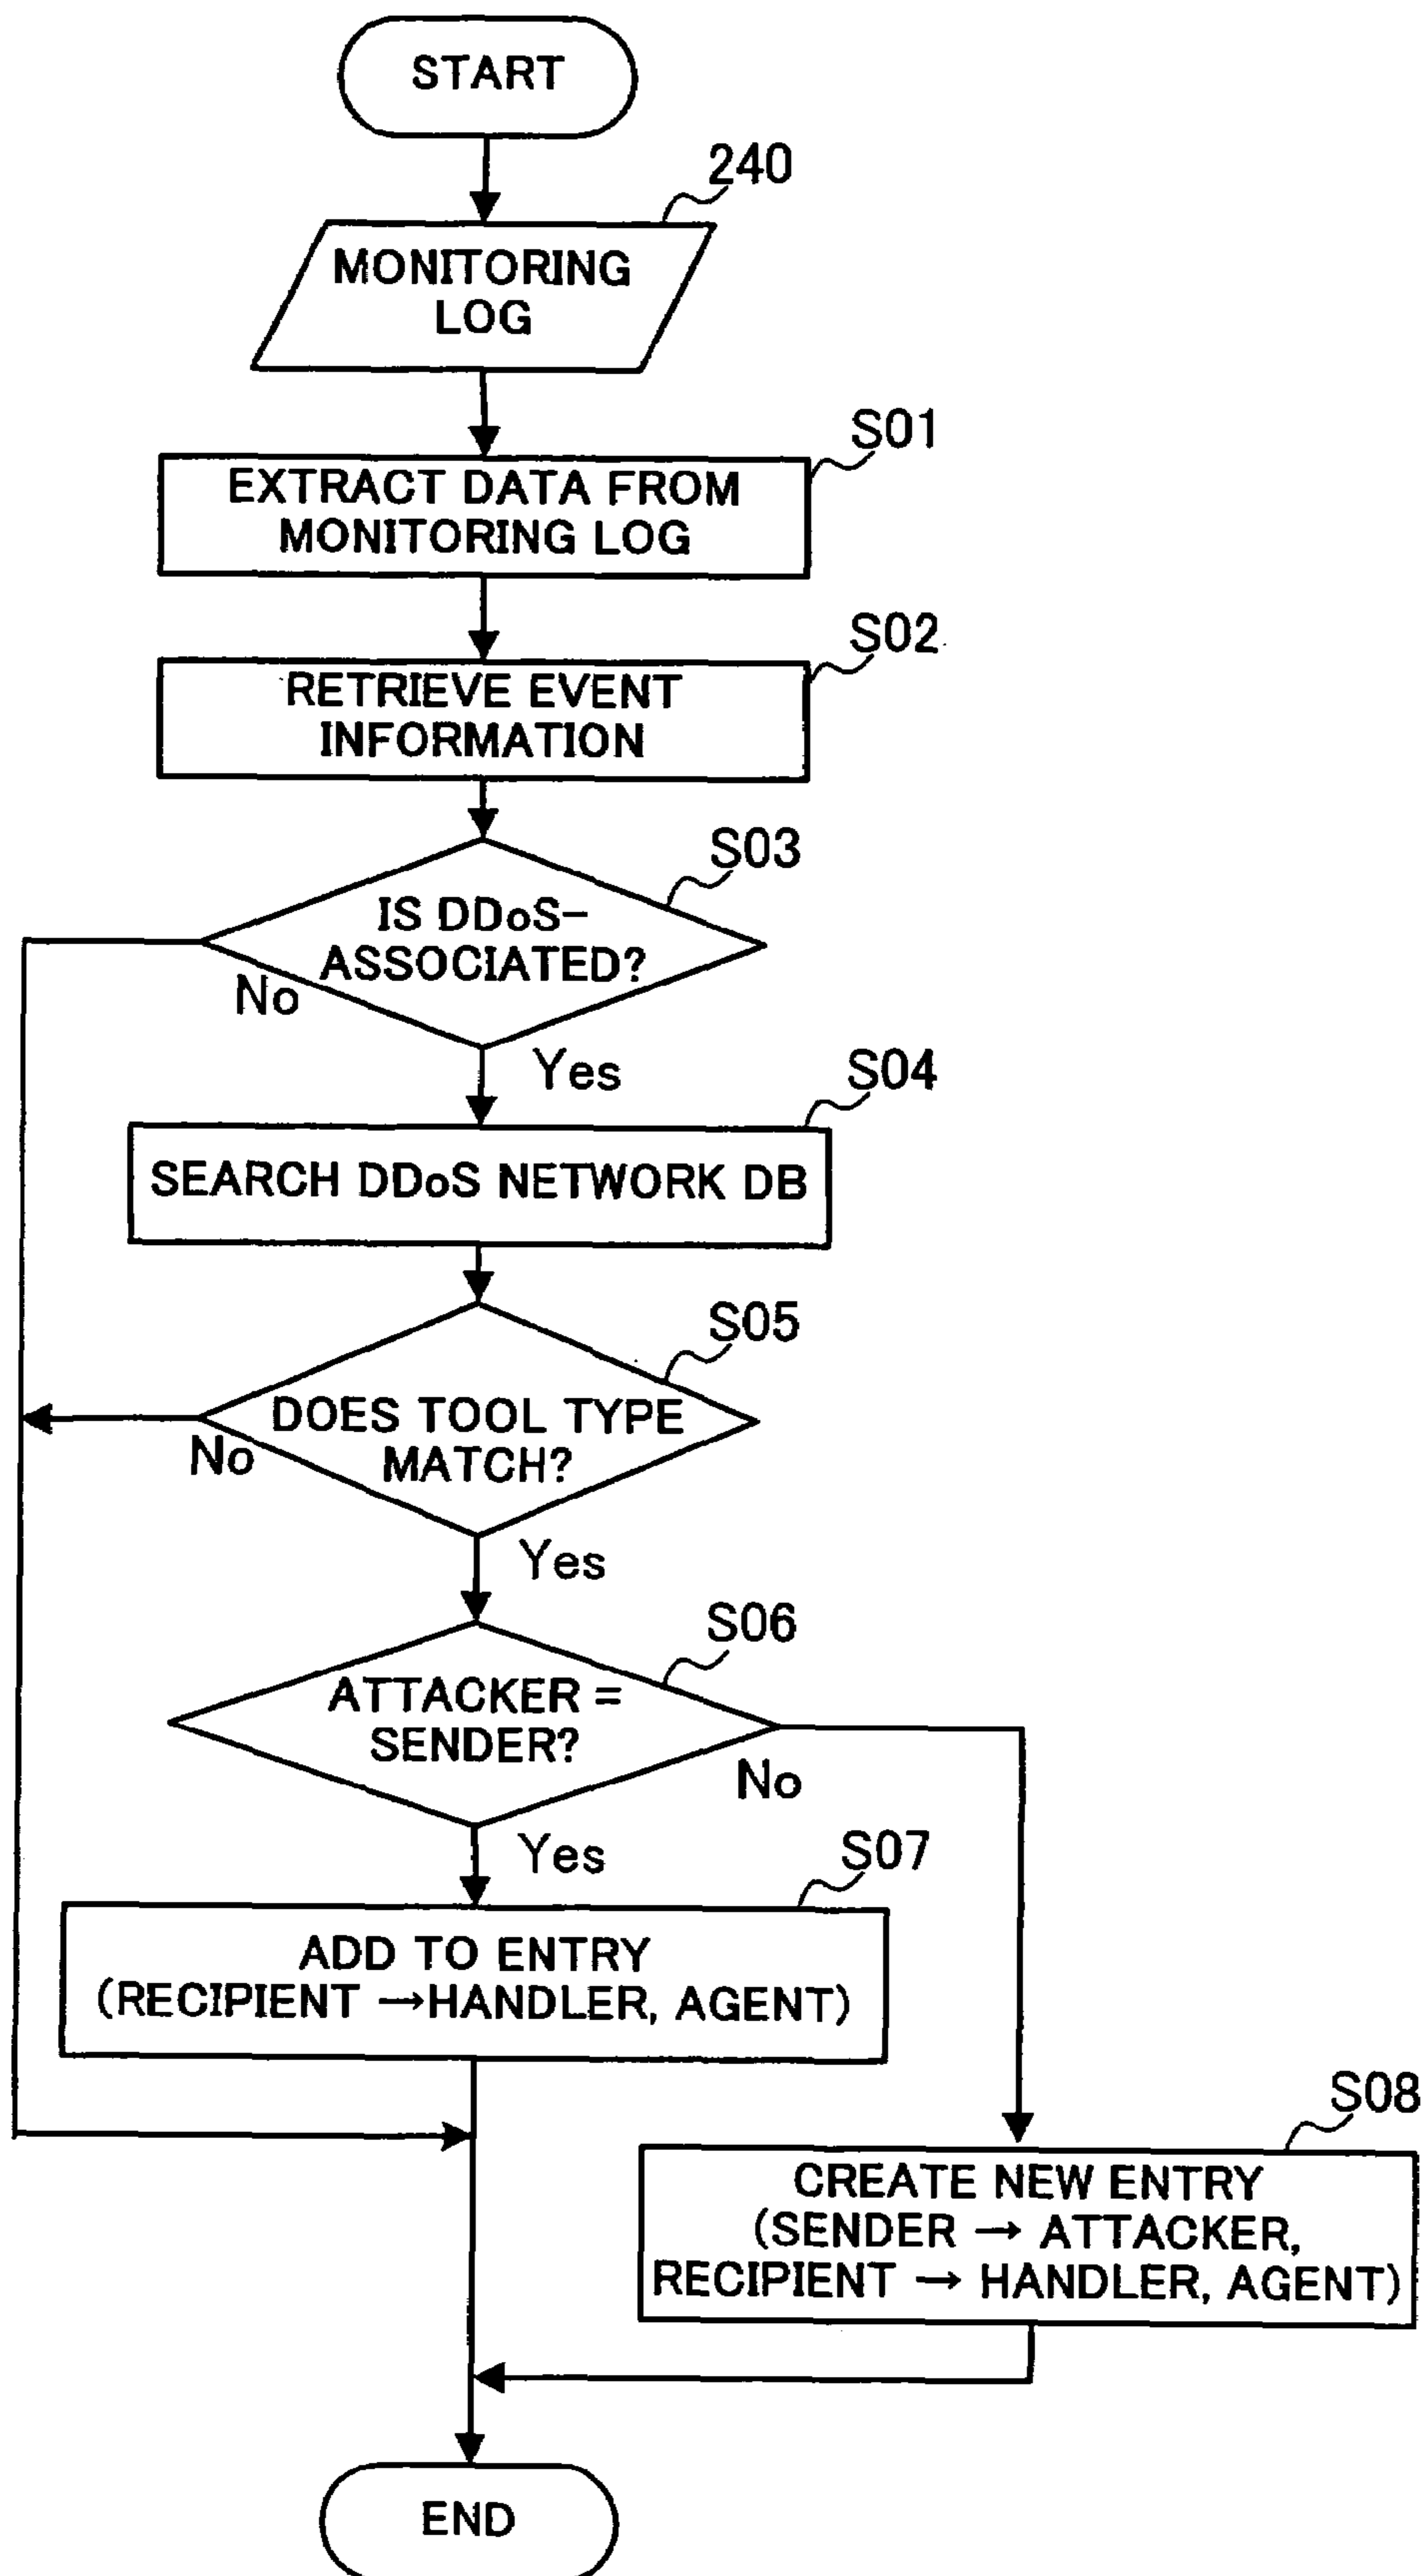 START
240
MONITORING
LOG
S01
EXTRACT DATA FROM
MONITORING LOG
S02
RETRIEVE EVENT
INFORMATION
S03
IS DDoS-
ASSOCIATED?
No
Yes
S04
SEARCH DDoS NETWORK DB
S05
DOES TOOL TYPE
MATCH?
No
Yes
S06
ATTACKER =
SENDER?
No
Yes
S07
ADD TO ENTRY
(RECIPIENT →HANDLER, AGENT)
S08
CREATE NEW ENTRY
(SENDER → ATTACKER,
RECIPIENT → HANDLER, AGENT)
END